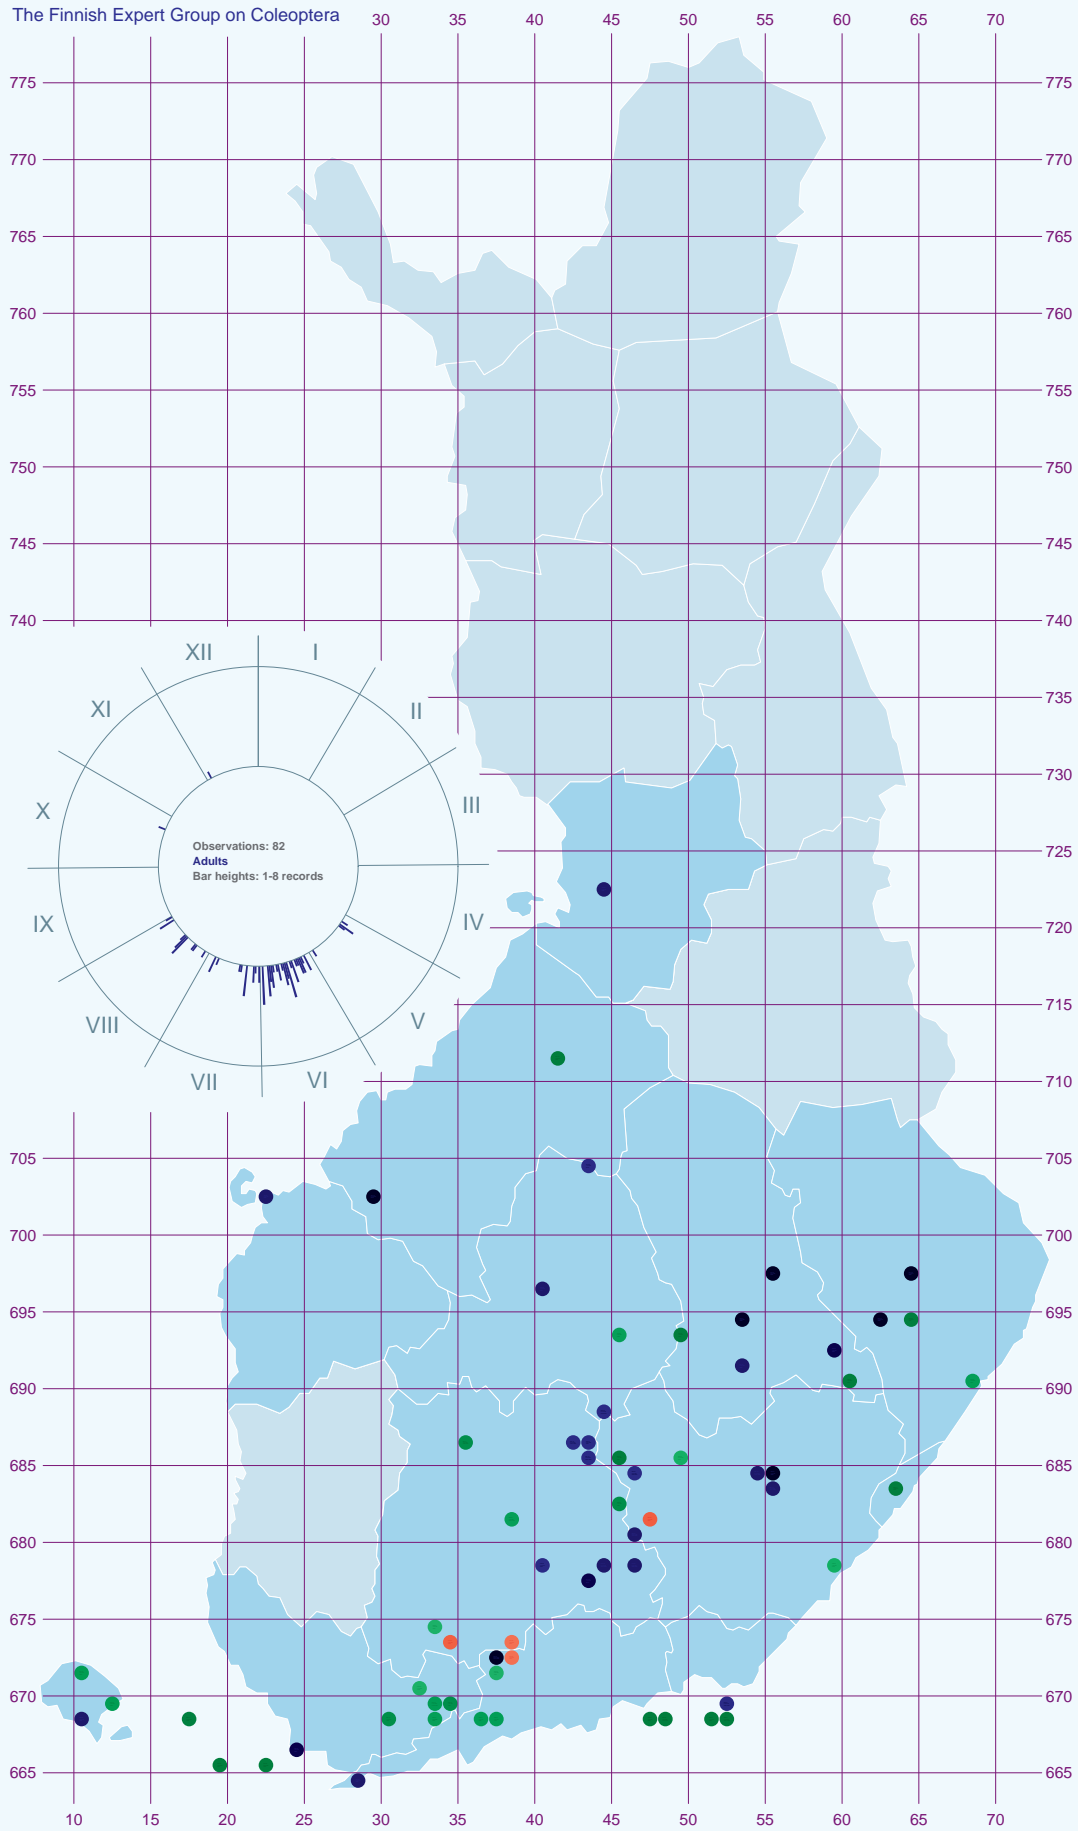 The Finnish Expert Group on Coleoptera
30 35 40 45 50 55 60 65 70
775 775
770 770
765 765
760 760
755 755
750 750
745 745
740 740
XII I
735
XI II
730
X III
Observations: 82
Adults
Bar heights: 1-8 records
725
IX IV
720
715
VIII V
VII VI
710
705 705
700 700
695 695
690 690
685 685
680 680
675 675
670 670
665 665
10 15 20 25 30 35 40 45 50 55 60 65 70